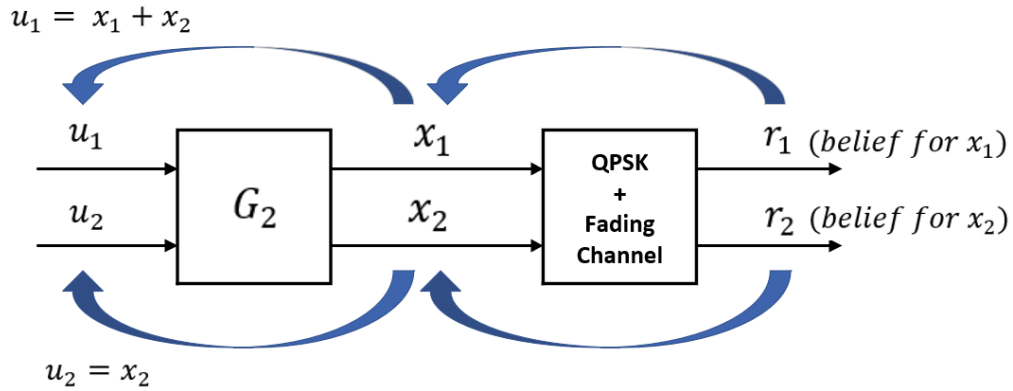 u₁ = x₁ + x₂
u₁
x₁
r₁ (belief for x₁)
G₂
QPSK
+
Fading
Channel
u₂
x₂
r₂ (belief for x₂)
u₂ = x₂